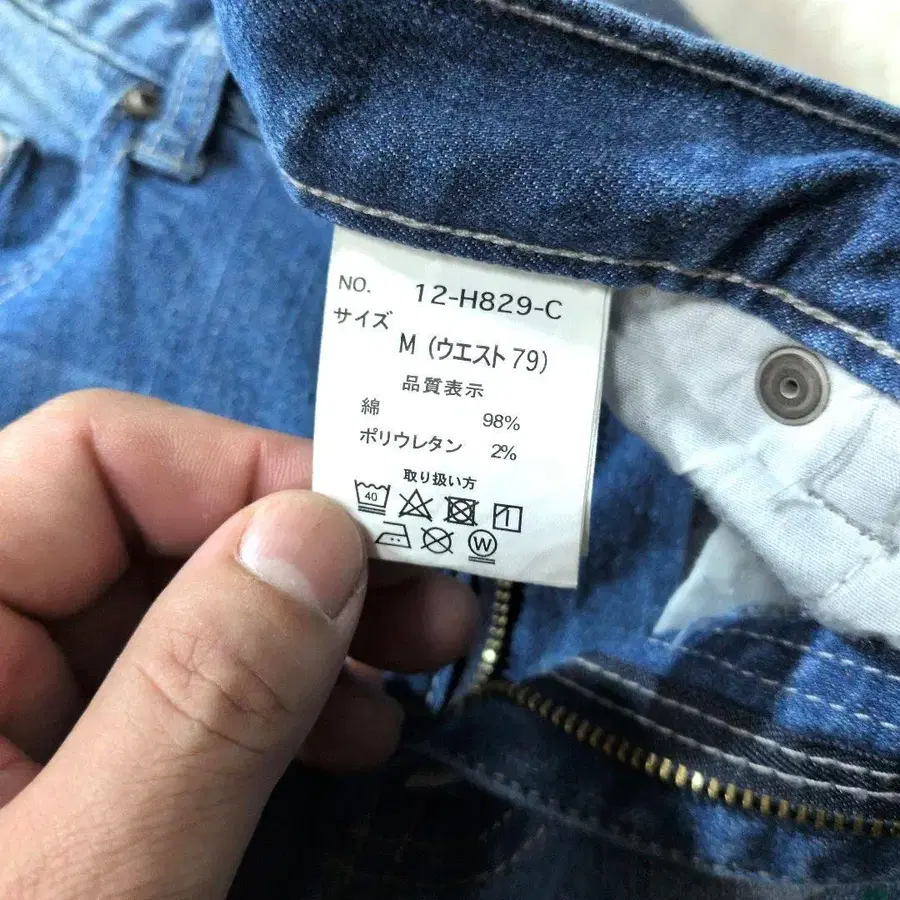 NO. 12-H829-C
サイズ
M (ウエスト79)
品質表示
綿 98%
ポリウレタン 2%
取り扱い方
40
W